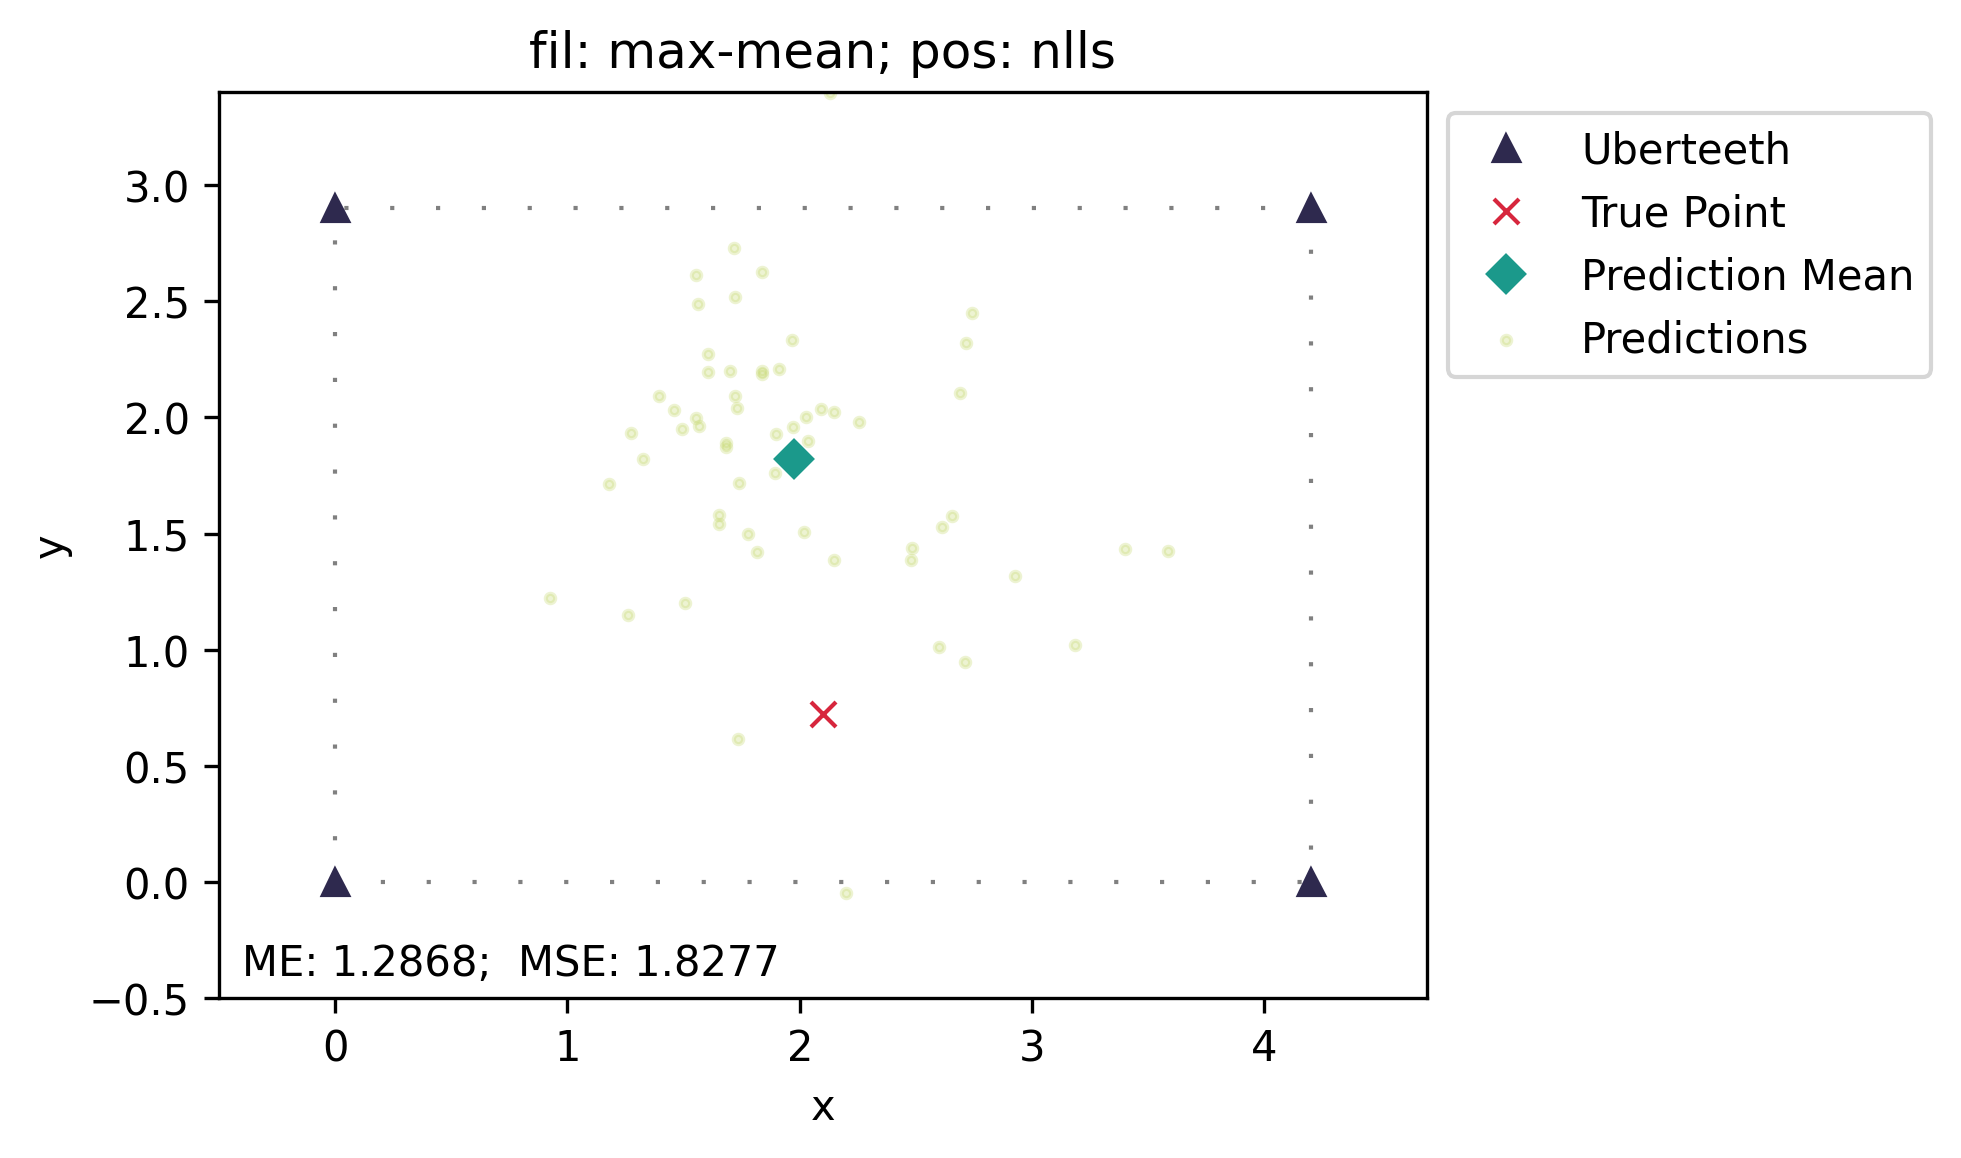 fil: max-mean; pos: nlls
Uberteeth
True Point
Prediction Mean
Predictions
y
3.0
2.5
2.0
1.5
1.0
0.5
0.0
−0.5
ME: 1.2868;  MSE: 1.8277
0 1 2 3 4
x